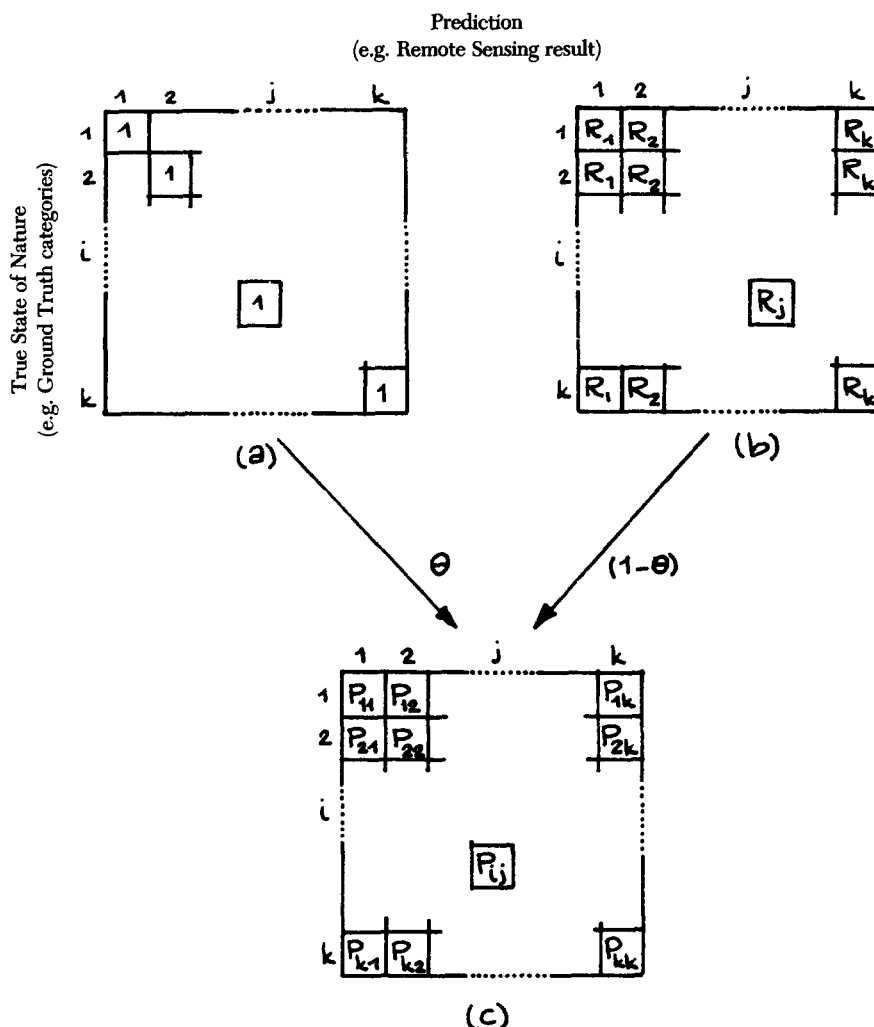 Prediction
(e.g. Remote Sensing result)
True State of Nature
(e.g. Ground Truth categories)
1 2 j k
1 1
2 1
i
1
k 1
(a)
1 2 j k
1 R₁ R₂ Rₖ
2 R₁ R₂ Rₖ
i
Rⱼ
k R₁ R₂ Rₖ
(b)
θ
(1-θ)
1 2 j k
1 P₁₁ P₁₂ P₁ₖ
2 P₂₁ P₂₂ P₂ₖ
i
Pᵢⱼ
k Pₖ₁ Pₖ₂ Pₖₖ
(c)